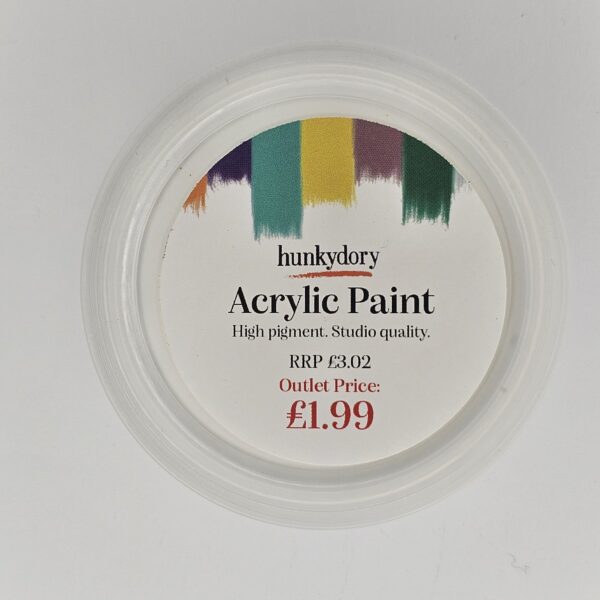 hunkydory
Acrylic Paint
High pigment. Studio quality.
RRP £3.02
Outlet Price:
£1.99